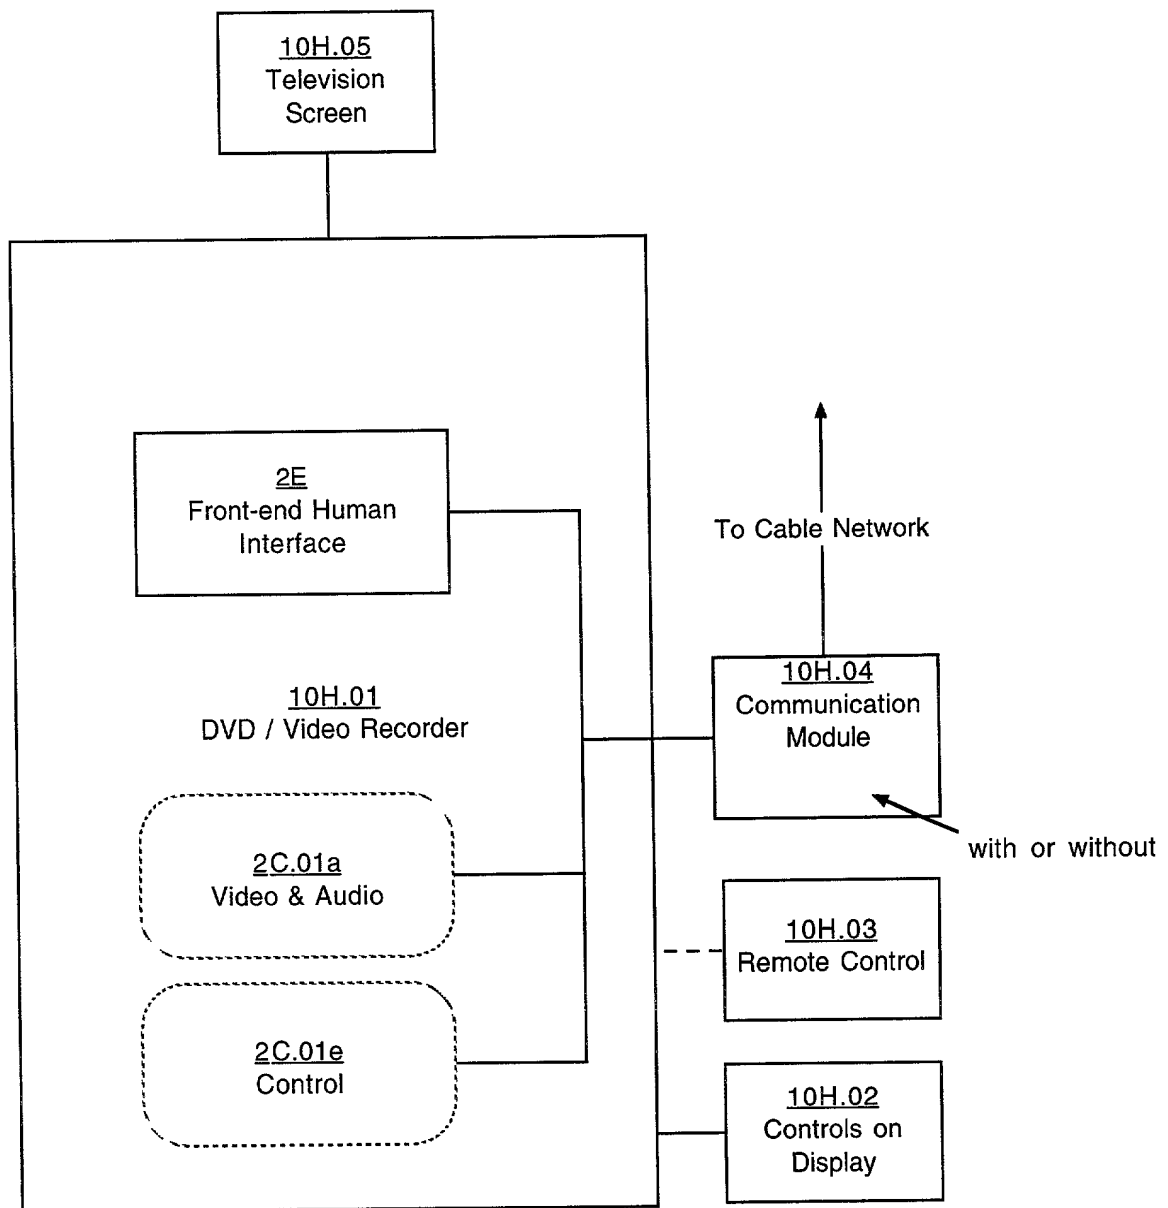 10H.05
Television
Screen
2E
Front-end Human
Interface
To Cable Network
10H.01
DVD / Video Recorder
10H.04
Communication
Module
with or without
2C.01a
Video & Audio
10H.03
Remote Control
2C.01e
Control
10H.02
Controls on
Display